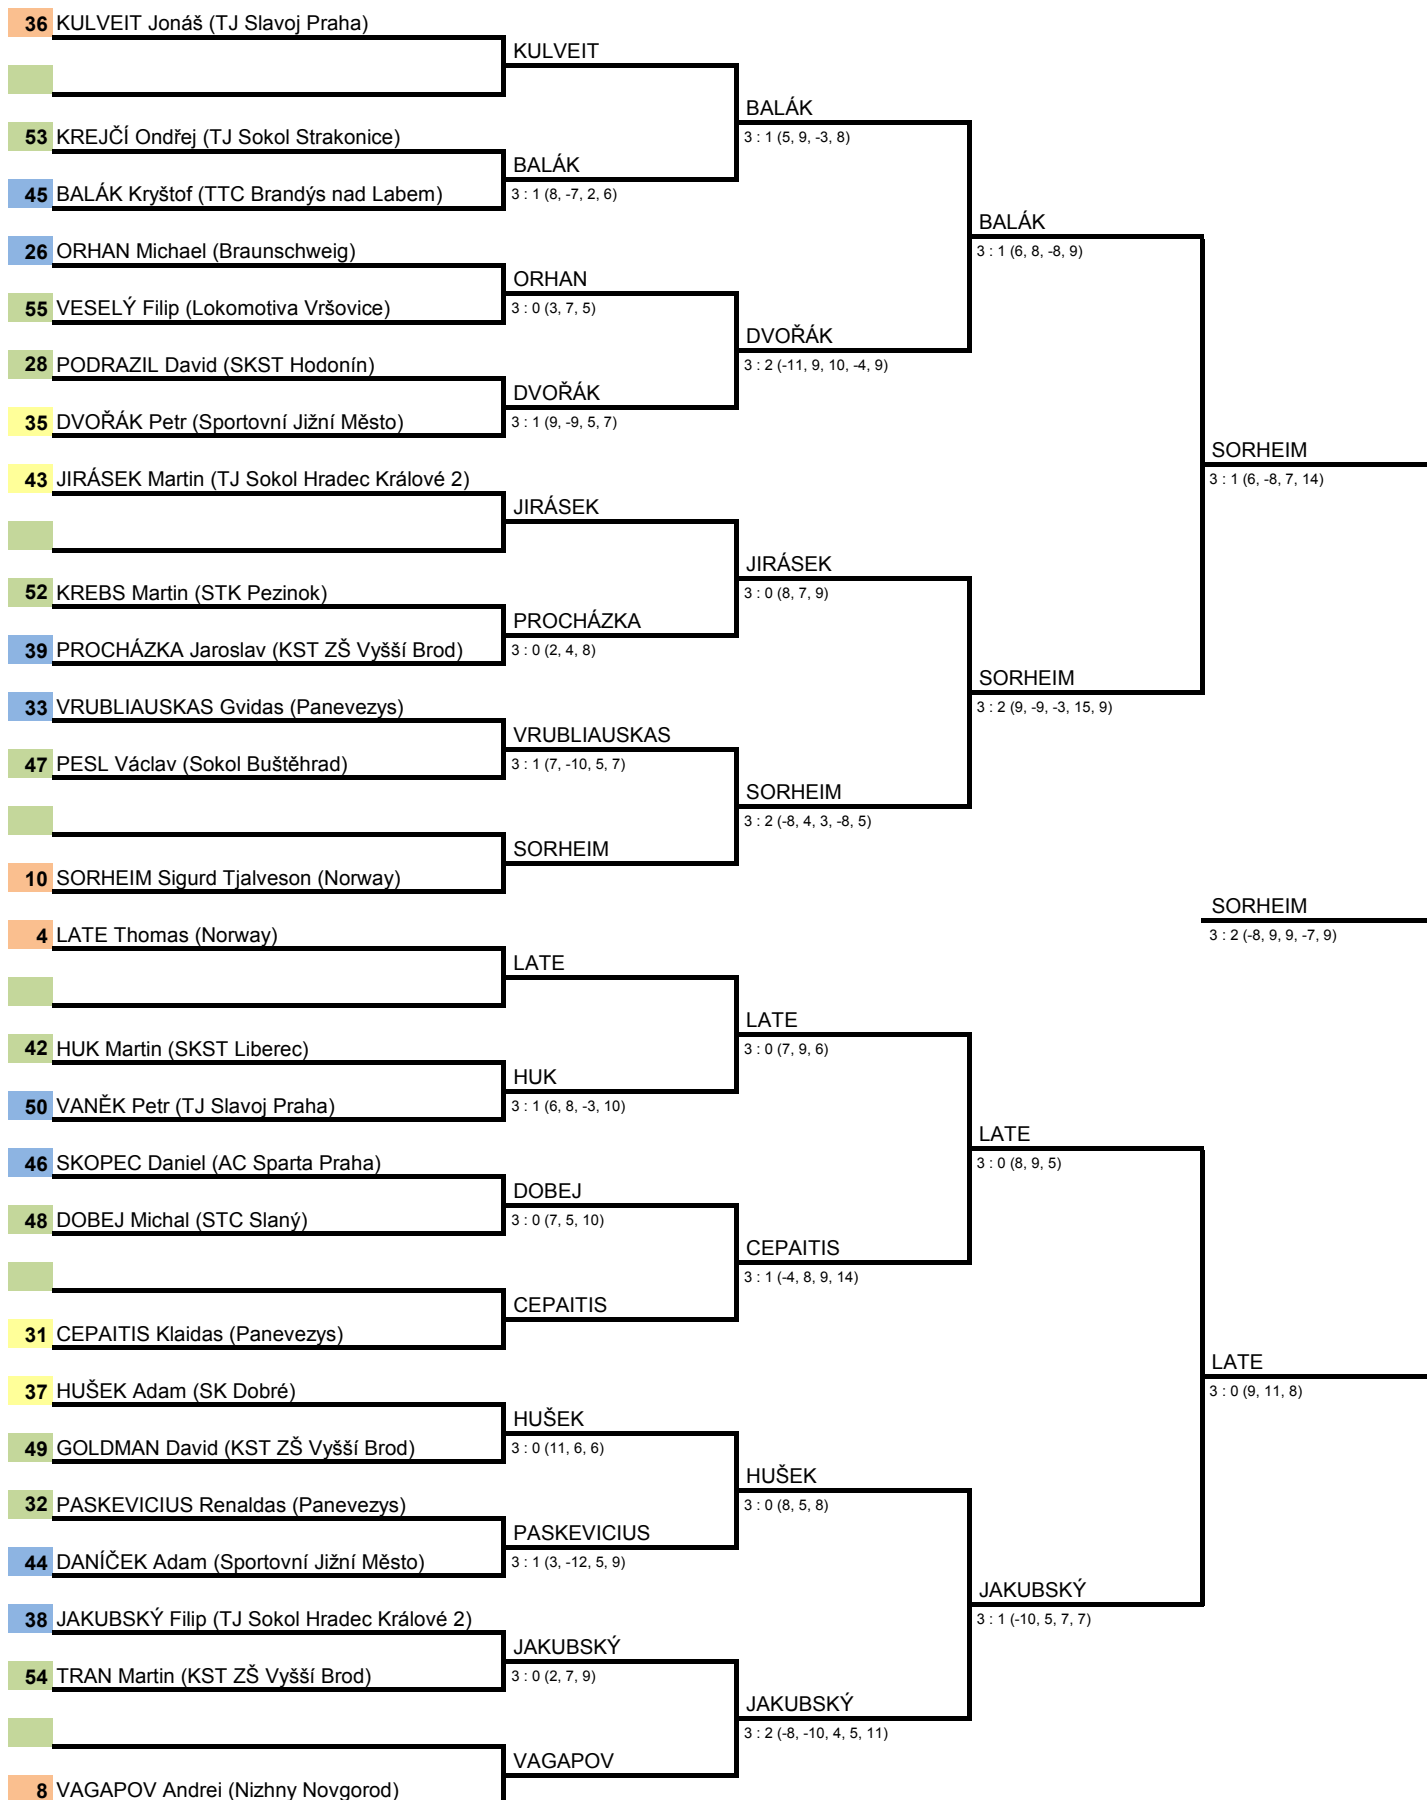 36 KULVEIT Jonáš (TJ Slavoj Praha)
KULVEIT
BALÁK
53 KREJČÍ Ondřej (TJ Sokol Strakonice)
3 : 1 (5, 9, -3, 8)
BALÁK
45 BALÁK Kryštof (TTC Brandýs nad Labem)
3 : 1 (8, -7, 2, 6)
BALÁK
26 ORHAN Michael (Braunschweig)
3 : 1 (6, 8, -8, 9)
ORHAN
55 VESELÝ Filip (Lokomotiva Vršovice)
3 : 0 (3, 7, 5)
DVOŘÁK
28 PODRAZIL David (SKST Hodonín)
3 : 2 (-11, 9, 10, -4, 9)
DVOŘÁK
35 DVOŘÁK Petr (Sportovní Jižní Město)
3 : 1 (9, -9, 5, 7)
SORHEIM
43 JIRÁSEK Martin (TJ Sokol Hradec Králové 2)
3 : 1 (6, -8, 7, 14)
JIRÁSEK
JIRÁSEK
52 KREBS Martin (STK Pezinok)
3 : 0 (8, 7, 9)
PROCHÁZKA
39 PROCHÁZKA Jaroslav (KST ZŠ Vyšší Brod)
3 : 0 (2, 4, 8)
SORHEIM
33 VRUBLIAUSKAS Gvidas (Panevezys)
3 : 2 (9, -9, -3, 15, 9)
VRUBLIAUSKAS
47 PESL Václav (Sokol Buštěhrad)
3 : 1 (7, -10, 5, 7)
SORHEIM
3 : 2 (-8, 4, 3, -8, 5)
SORHEIM
10 SORHEIM Sigurd Tjalveson (Norway)
SORHEIM
4 LATE Thomas (Norway)
3 : 2 (-8, 9, 9, -7, 9)
LATE
LATE
42 HUK Martin (SKST Liberec)
3 : 0 (7, 9, 6)
HUK
50 VANĚK Petr (TJ Slavoj Praha)
3 : 1 (6, 8, -3, 10)
LATE
46 SKOPEC Daniel (AC Sparta Praha)
3 : 0 (8, 9, 5)
DOBEJ
48 DOBEJ Michal (STC Slaný)
3 : 0 (7, 5, 10)
CEPAITIS
3 : 1 (-4, 8, 9, 14)
CEPAITIS
31 CEPAITIS Klaidas (Panevezys)
LATE
37 HUŠEK Adam (SK Dobré)
3 : 0 (9, 11, 8)
HUŠEK
49 GOLDMAN David (KST ZŠ Vyšší Brod)
3 : 0 (11, 6, 6)
HUŠEK
32 PASKEVICIUS Renaldas (Panevezys)
3 : 0 (8, 5, 8)
PASKEVICIUS
44 DANÍČEK Adam (Sportovní Jižní Město)
3 : 1 (3, -12, 5, 9)
JAKUBSKÝ
38 JAKUBSKÝ Filip (TJ Sokol Hradec Králové 2)
3 : 1 (-10, 5, 7, 7)
JAKUBSKÝ
54 TRAN Martin (KST ZŠ Vyšší Brod)
3 : 0 (2, 7, 9)
JAKUBSKÝ
3 : 2 (-8, -10, 4, 5, 11)
VAGAPOV
8 VAGAPOV Andrei (Nizhny Novgorod)